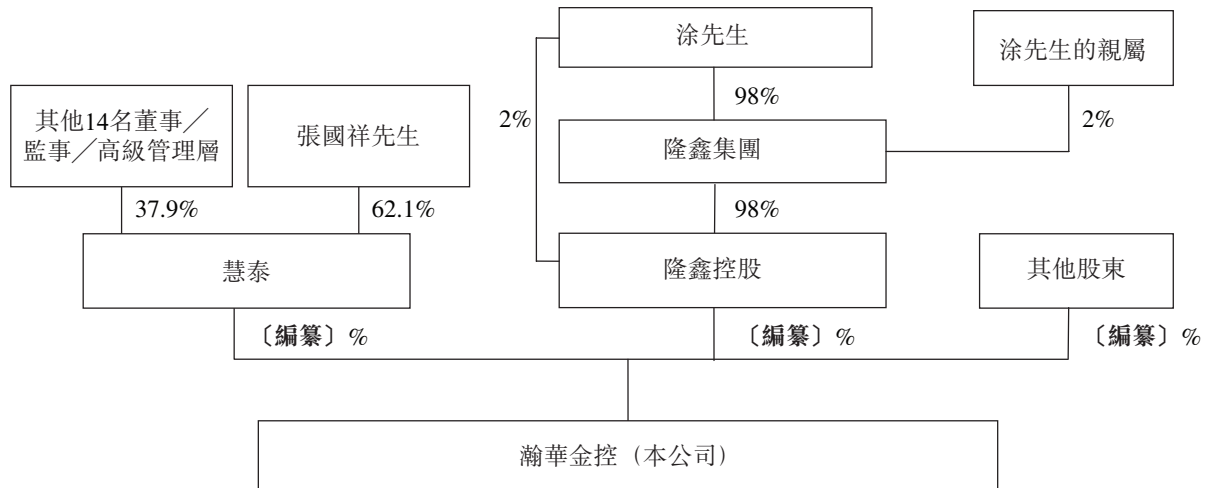 涂先生
涂先生的親屬
98%
2%
2%
其他14名董事╱
監事╱高級管理層
張國祥先生
隆鑫集團
37.9%
62.1%
98%
慧泰
隆鑫控股
其他股東
〔編纂〕%
〔編纂〕%
〔編纂〕%
瀚華金控（本公司）